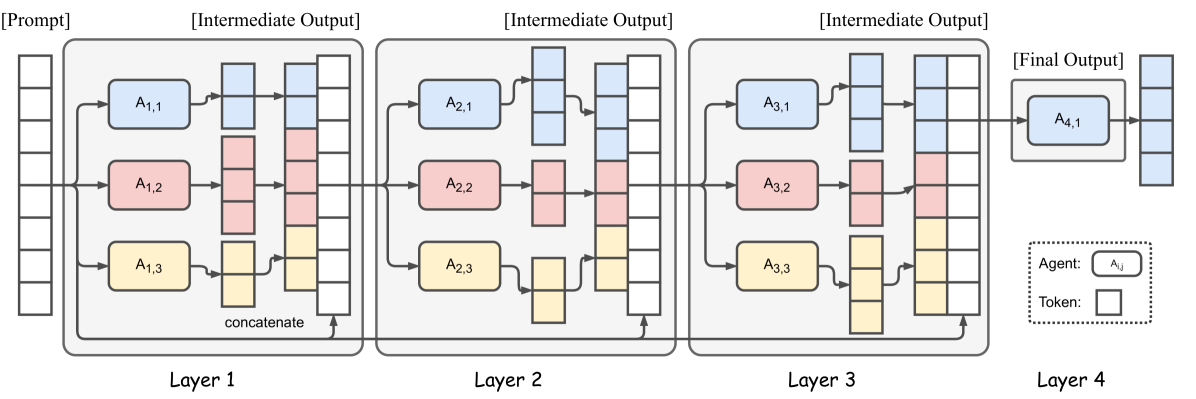 [Prompt]
[Intermediate Output]
[Intermediate Output]
[Intermediate Output]
[Final Output]
A1,1
A1,2
A1,3
concatenate
A2,1
A2,2
A2,3
A3,1
A3,2
A3,3
A4,1
Agent:
Ai,j
Token:
Layer 1
Layer 2
Layer 3
Layer 4